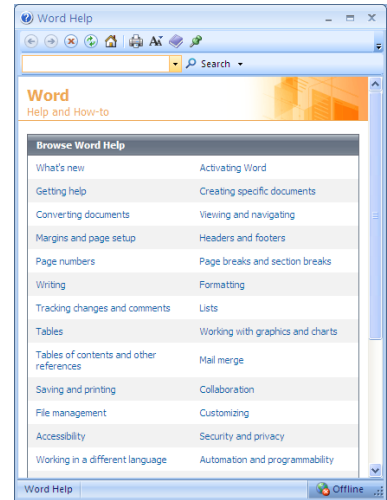 Word Help
Search
Word
Help and How-to
Browse Word Help
What's new
Activating Word
Getting help
Creating specific documents
Converting documents
Viewing and navigating
Margins and page setup
Headers and footers
Page numbers
Page breaks and section breaks
Writing
Formatting
Tracking changes and comments
Lists
Tables
Working with graphics and charts
Tables of contents and other
references
Mail merge
Saving and printing
Collaboration
File management
Customizing
Accessibility
Security and privacy
Working in a different language
Automation and programmability
Word Help
Offline